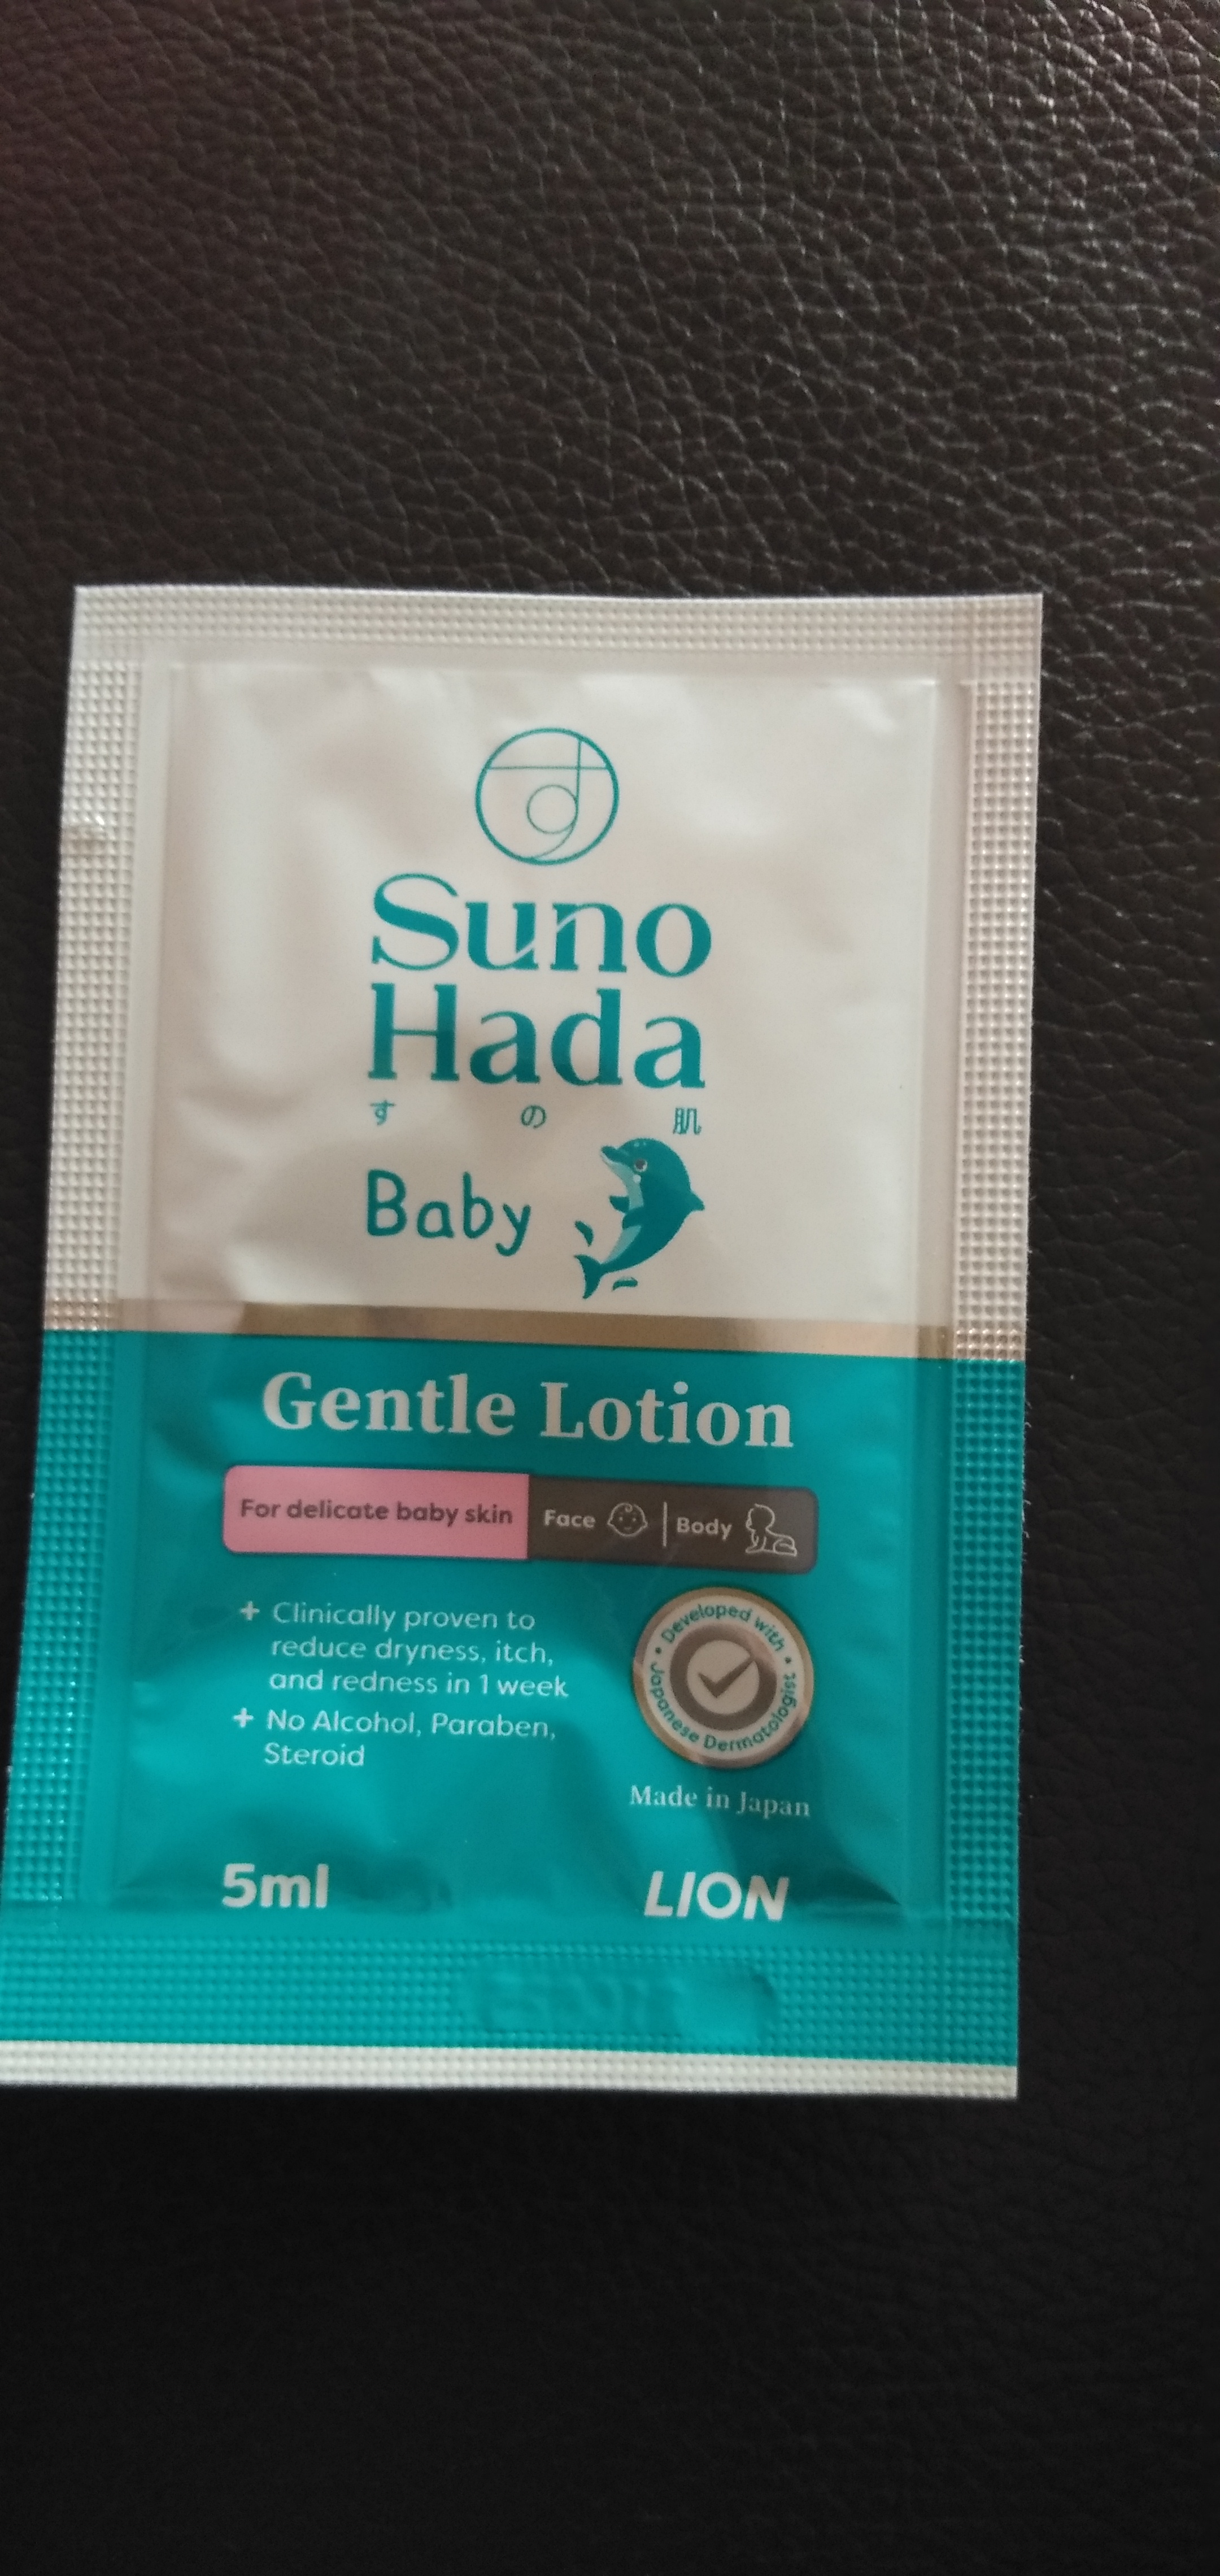 Suno
Hada
すの肌
Baby
Gentle Lotion
For delicate baby skin Face | Body
+ Clinically proven to
reduce dryness, itch,
and redness in 1 week
+ No Alcohol, Paraben,
Steroid
• Developed with •
Japanese Dermatologist
Made in Japan
5ml
LION